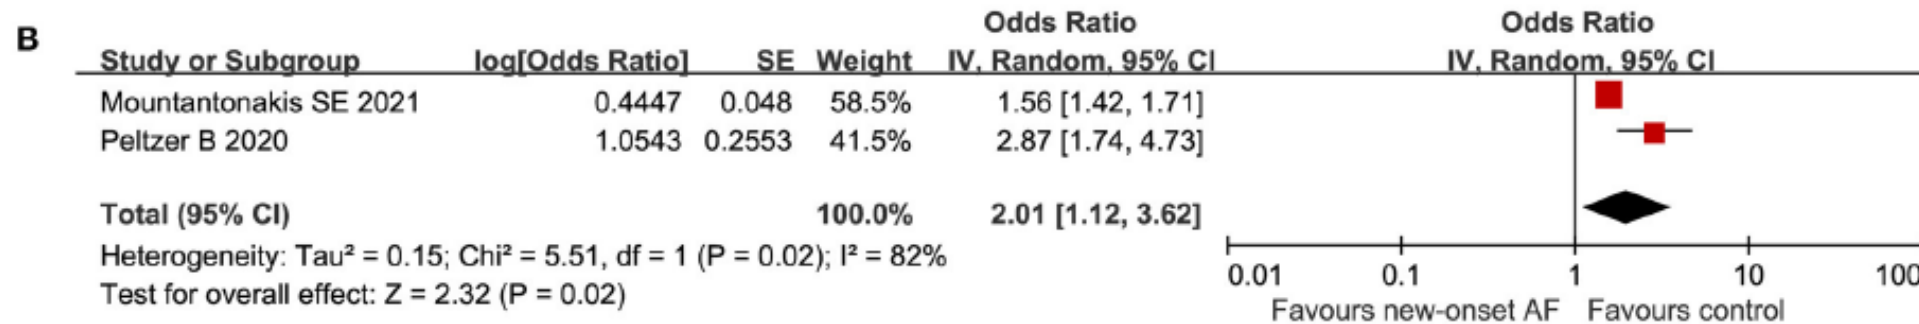 B
Odds Ratio Odds Ratio
Study or Subgroup log[Odds Ratio] SE Weight IV, Random, 95% CI IV, Random, 95% CI
Mountantonakis SE 2021 0.4447 0.048 58.5% 1.56 [1.42, 1.71]
Peltzer B 2020 1.0543 0.2553 41.5% 2.87 [1.74, 4.73]
Total (95% CI) 100.0% 2.01 [1.12, 3.62]
Heterogeneity: Tau² = 0.15; Chi² = 5.51, df = 1 (P = 0.02); I² = 82%
Test for overall effect: Z = 2.32 (P = 0.02)
0.01 0.1 1 10 100
Favours new-onset AF Favours control